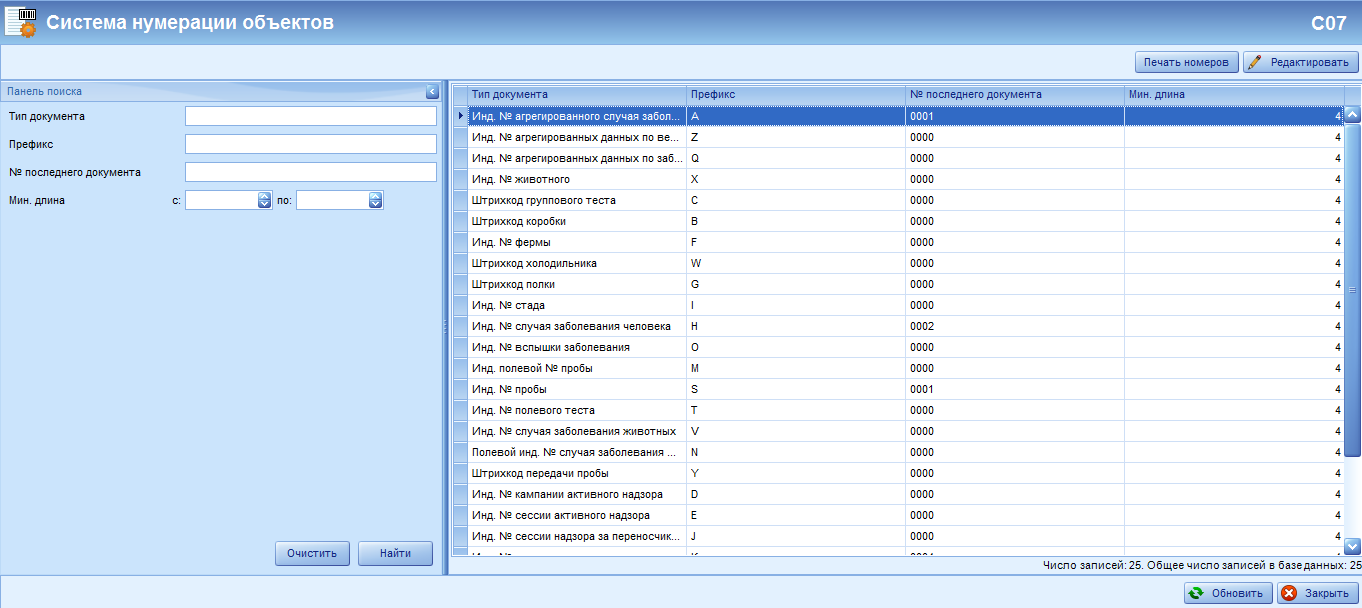 Система нумерации объектов
C07
Печать номеров Редактировать
Панель поиска
Тип документа
Префикс
№ последнего документа
Мин. длина с: по:
Очистить Найти
Тип документа Префикс № последнего документа Мин. длина
Инд. № агрегированного случая забол... A 0001 4
Инд. № агрегированных данных по ве... Z 0000 4
Инд. № агрегированных данных по заб... Q 0000 4
Инд. № животного X 0000 4
Штрихкод группового теста C 0000 4
Штрихкод коробки B 0000 4
Инд. № фермы F 0000 4
Штрихкод холодильника W 0000 4
Штрихкод полки G 0000 4
Инд. № стада I 0000 4
Инд. № случая заболевания человека H 0002 4
Инд. № вспышки заболевания O 0000 4
Инд. полевой № пробы M 0000 4
Инд. № пробы S 0001 4
Инд. № полевого теста T 0000 4
Инд. № случая заболевания животных V 0000 4
Полевой инд. № случая заболевания ... N 0000 4
Штрихкод передачи пробы Y 0000 4
Инд. № кампании активного надзора D 0000 4
Инд. № сессии активного надзора E 0000 4
Инд. № сессии надзора за переносчик... J 0000 4
Число записей: 25. Общее число записей в базе данных: 25
Обновить Закрыть